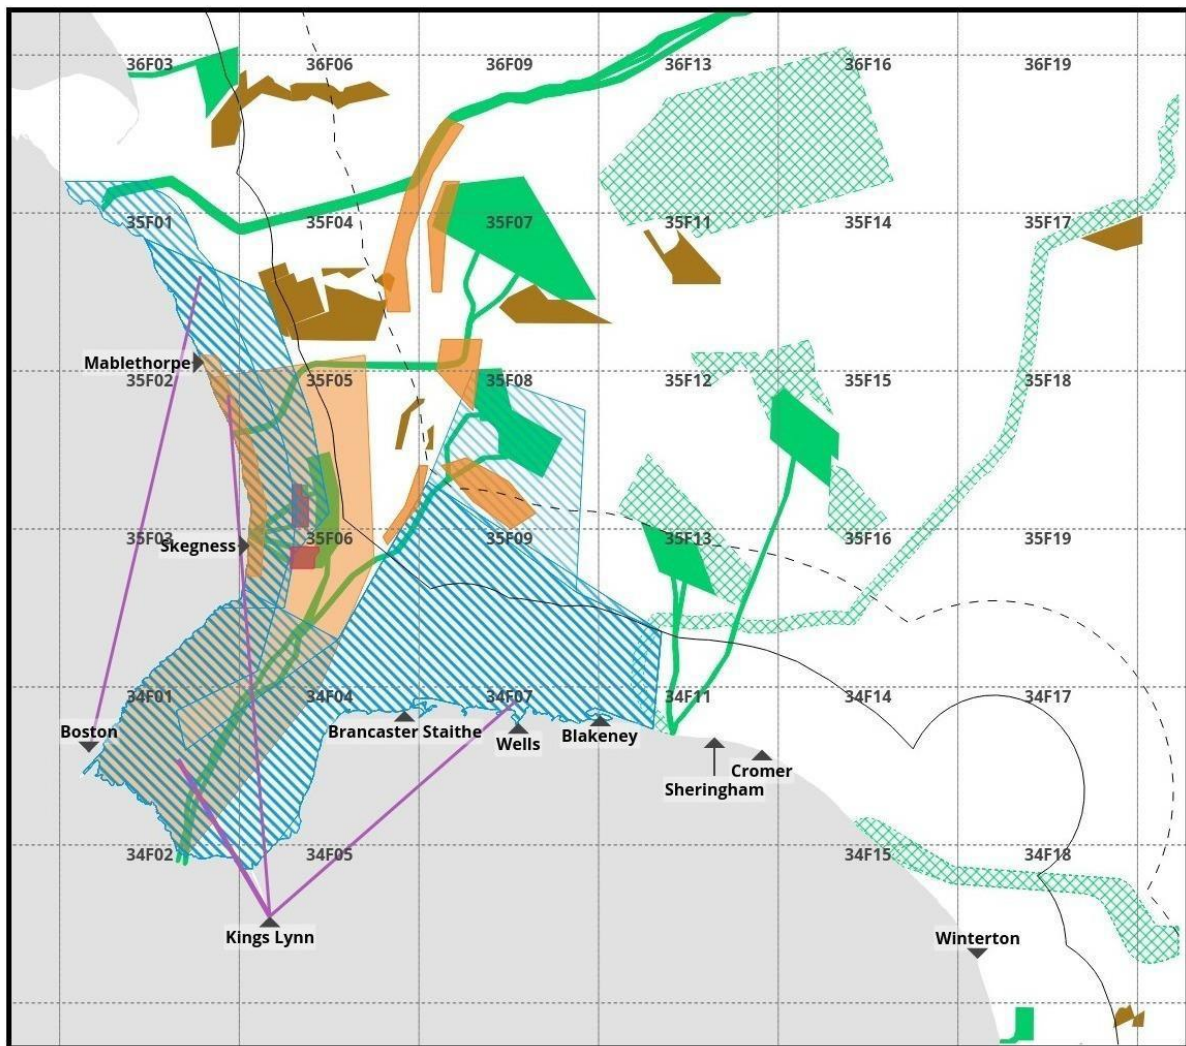 36F03 36F06 36F09 36F13 36F16 36F19
35F01 35F04 35F07 35F11 35F14 35F17
Mablethorpe
35F02 35F05 35F08 35F12 35F15 35F18
35F03 35F06 35F09 35F13 35F16 35F19
Skegness
34F01 34F04 34F07 34F11 34F14 34F17
Boston Brancaster Staithe Wells Blakeney
Sheringham Cromer
34F02 34F05 34F15 34F18
Kings Lynn Winterton